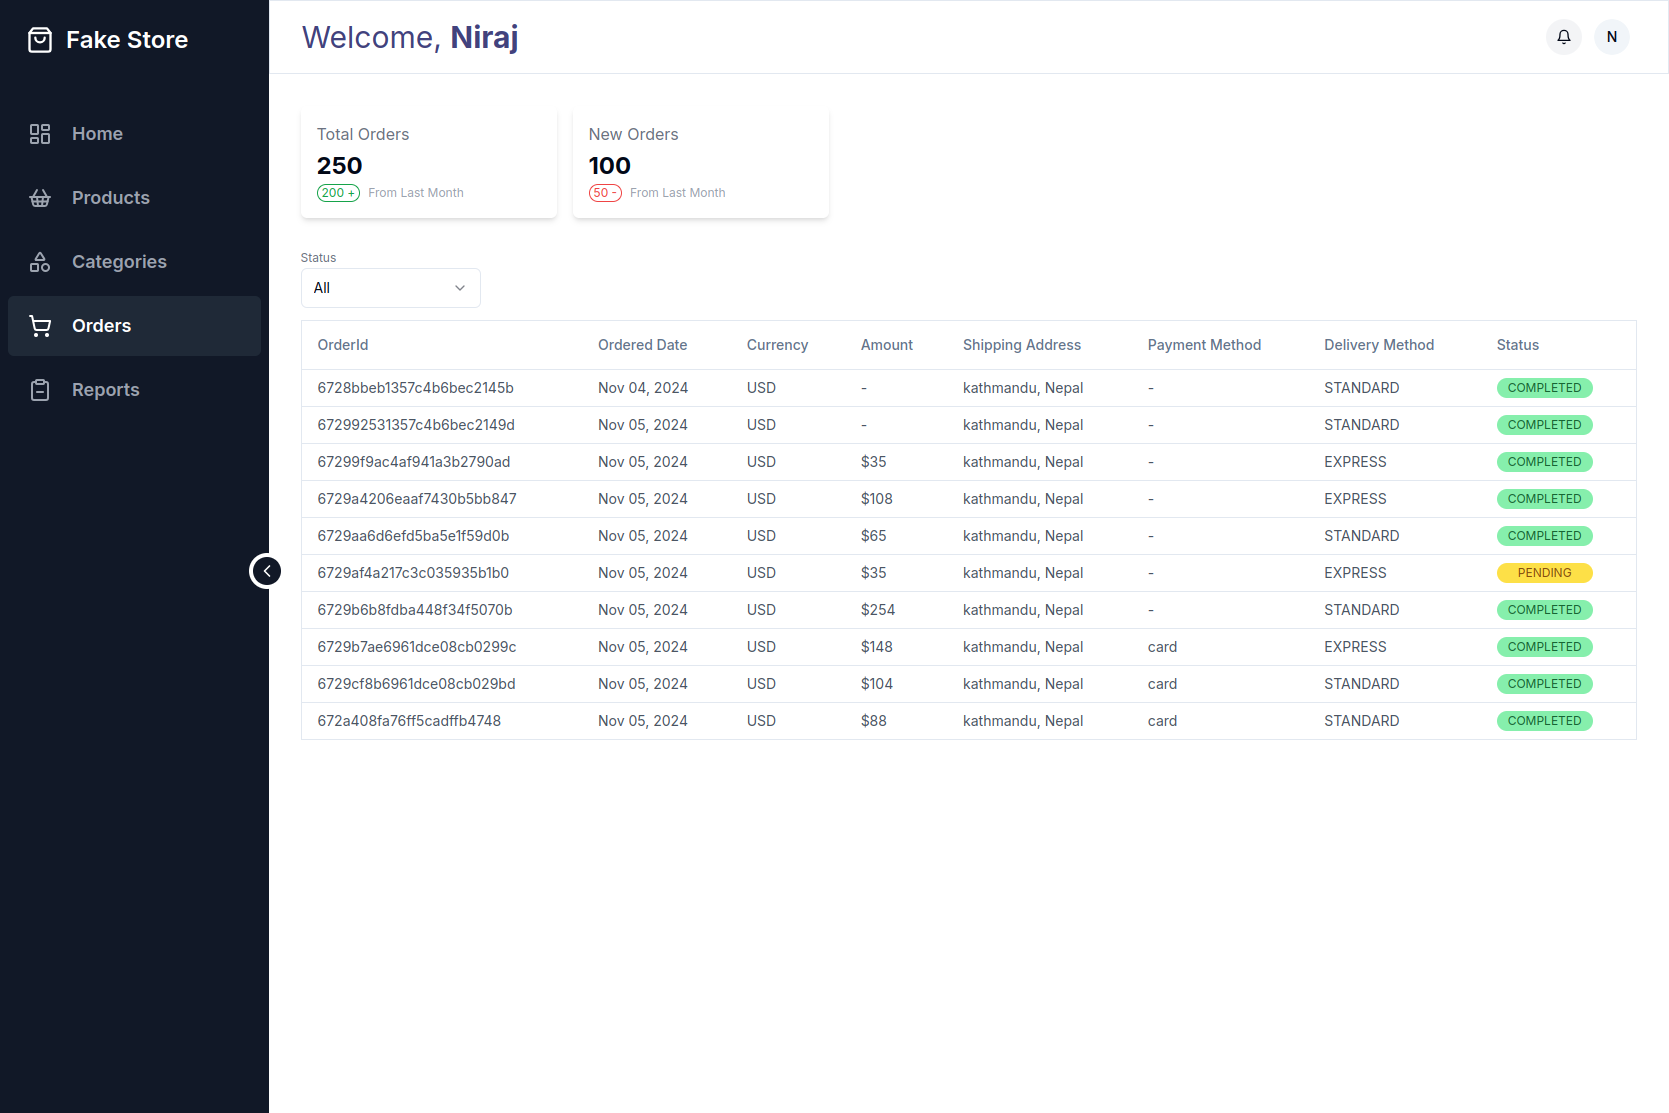 Fake Store
Home
Products
Categories
Orders
Reports
Welcome, Niraj
N
Total Orders
250
200 + From Last Month
New Orders
100
50 - From Last Month
Status
All
OrderId Ordered Date Currency Amount Shipping Address Payment Method Delivery Method Status
6728bbeb1357c4b6bec2145b Nov 04, 2024 USD - kathmandu, Nepal - STANDARD COMPLETED
672992531357c4b6bec2149d Nov 05, 2024 USD - kathmandu, Nepal - STANDARD COMPLETED
67299f9ac4af941a3b2790ad Nov 05, 2024 USD $35 kathmandu, Nepal - EXPRESS COMPLETED
6729a4206eaaf7430b5bb847 Nov 05, 2024 USD $108 kathmandu, Nepal - EXPRESS COMPLETED
6729aa6d6efd5ba5e1f59d0b Nov 05, 2024 USD $65 kathmandu, Nepal - STANDARD COMPLETED
6729af4a217c3c035935b1b0 Nov 05, 2024 USD $35 kathmandu, Nepal - EXPRESS PENDING
6729b6b8fdba448f34f5070b Nov 05, 2024 USD $254 kathmandu, Nepal - STANDARD COMPLETED
6729b7ae6961dce08cb0299c Nov 05, 2024 USD $148 kathmandu, Nepal card EXPRESS COMPLETED
6729cf8b6961dce08cb029bd Nov 05, 2024 USD $104 kathmandu, Nepal card STANDARD COMPLETED
672a408fa76ff5cadffb4748 Nov 05, 2024 USD $88 kathmandu, Nepal card STANDARD COMPLETED